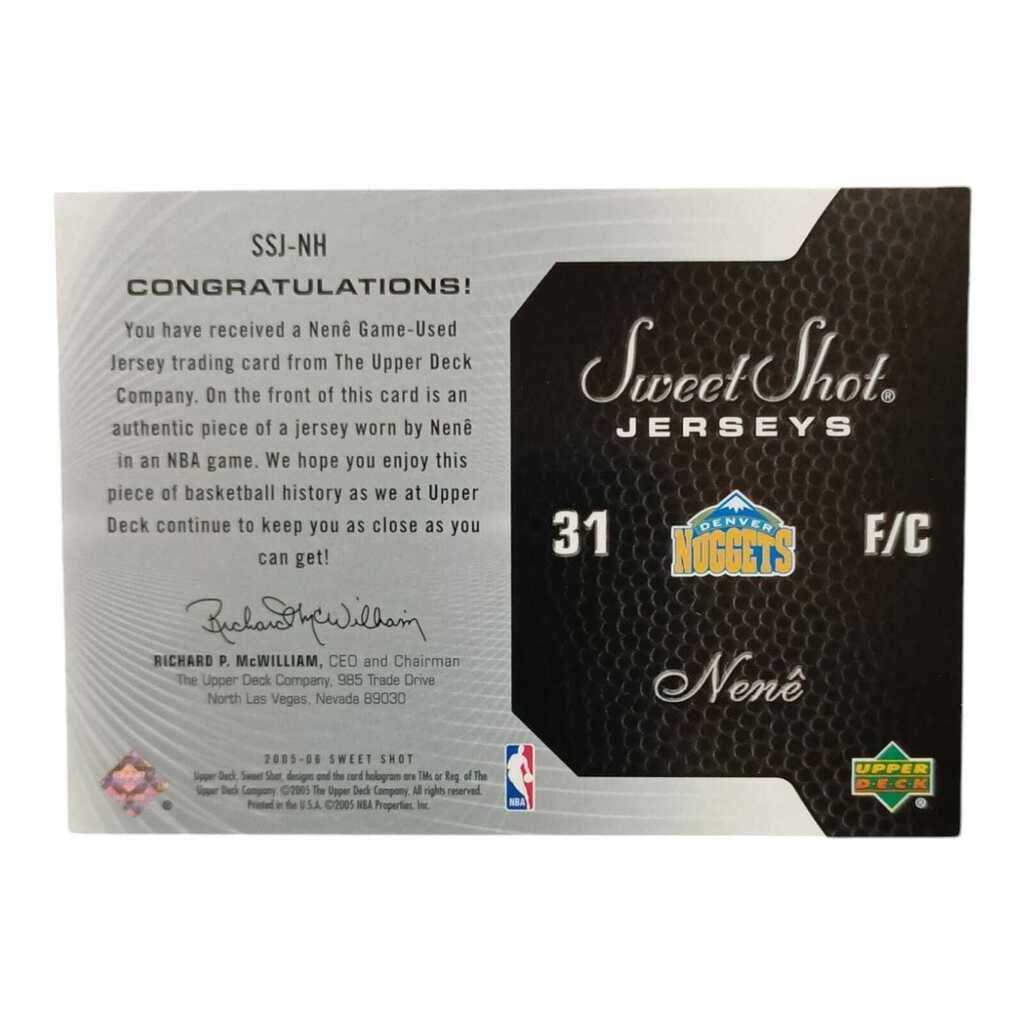 SSJ-NH
CONGRATULATIONS!
You have received a Nenê Game-Used
Jersey trading card from The Upper Deck
Company. On the front of this card is an
authentic piece of a jersey worn by Nenê
in an NBA game. We hope you enjoy this
piece of basketball history as we at Upper
Deck continue to keep you as close as you
can get!
Richard McWilliam
RICHARD P. McWILLIAM, CEO and Chairman
The Upper Deck Company, 985 Trade Drive
North Las Vegas, Nevada 89030
2005-06 SWEET SHOT
Upper Deck, Sweet Shot, designs and the card hologram are TMs or Reg. of The
Upper Deck Company. ©2005 The Upper Deck Company. All rights reserved.
Printed in the U.S.A. ©2005 NBA Properties, Inc.
®
NBA
Sweet Shot®
JERSEYS
31
DENVER
NUGGETS
F/C
Nenê
UPPER
DECK
®